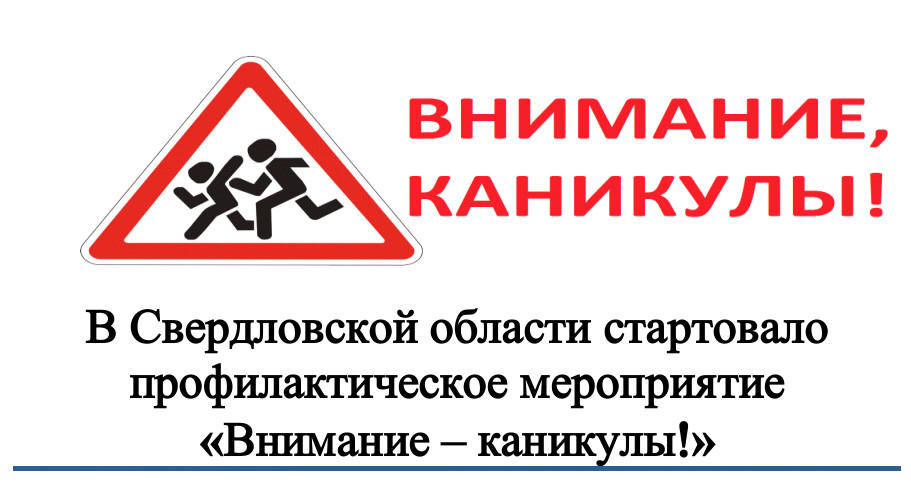 ВНИМАНИЕ,
КАНИКУЛЫ!
В Свердловской области стартовало
профилактическое мероприятие
«Внимание – каникулы!»